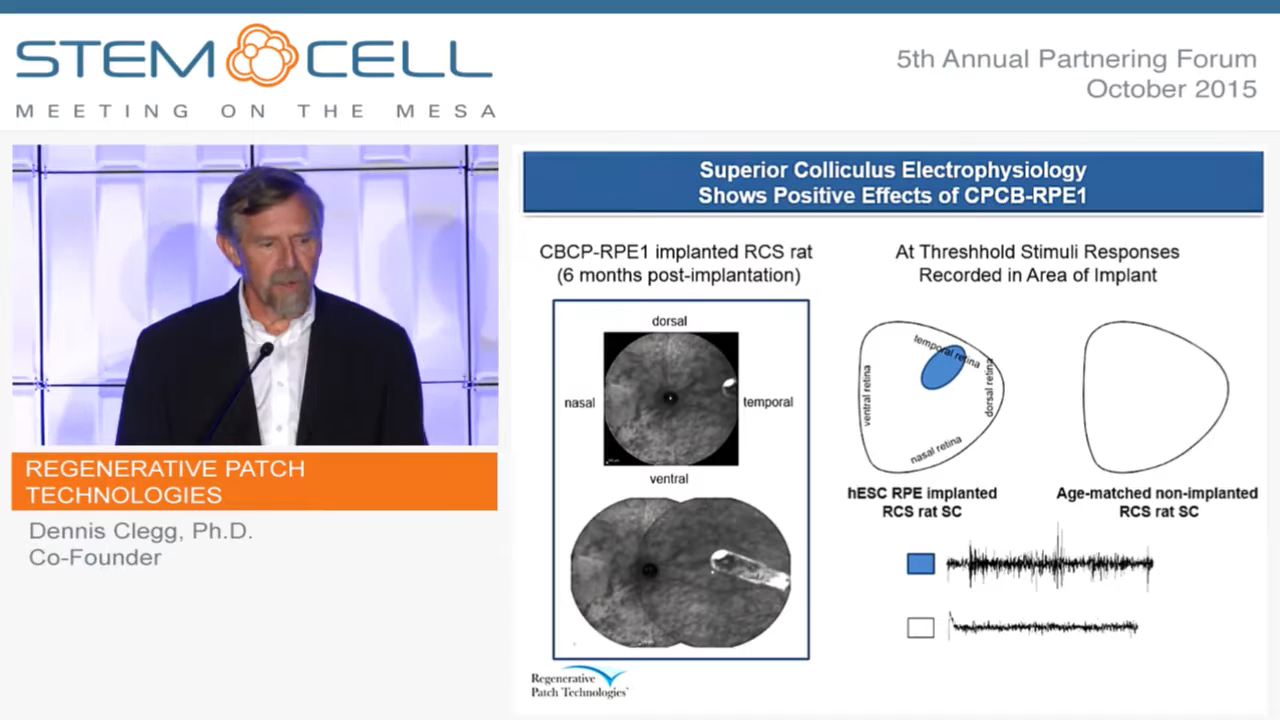 STEM CELL
MEETING ON THE MESA
5th Annual Partnering Forum
October 2015
REGENERATIVE PATCH
TECHNOLOGIES
Dennis Clegg, Ph.D.
Co-Founder
Superior Colliculus Electrophysiology
Shows Positive Effects of CPCB-RPE1
CBCP-RPE1 implanted RCS rat
(6 months post-implantation)
dorsal
nasal
temporal
ventral
At Threshhold Stimuli Responses
Recorded in Area of Implant
temporal retina
ventral retina
dorsal retina
nasal retina
hESC RPE implanted
RCS rat SC
Age-matched non-implanted
RCS rat SC
Regenerative
Patch Technologies